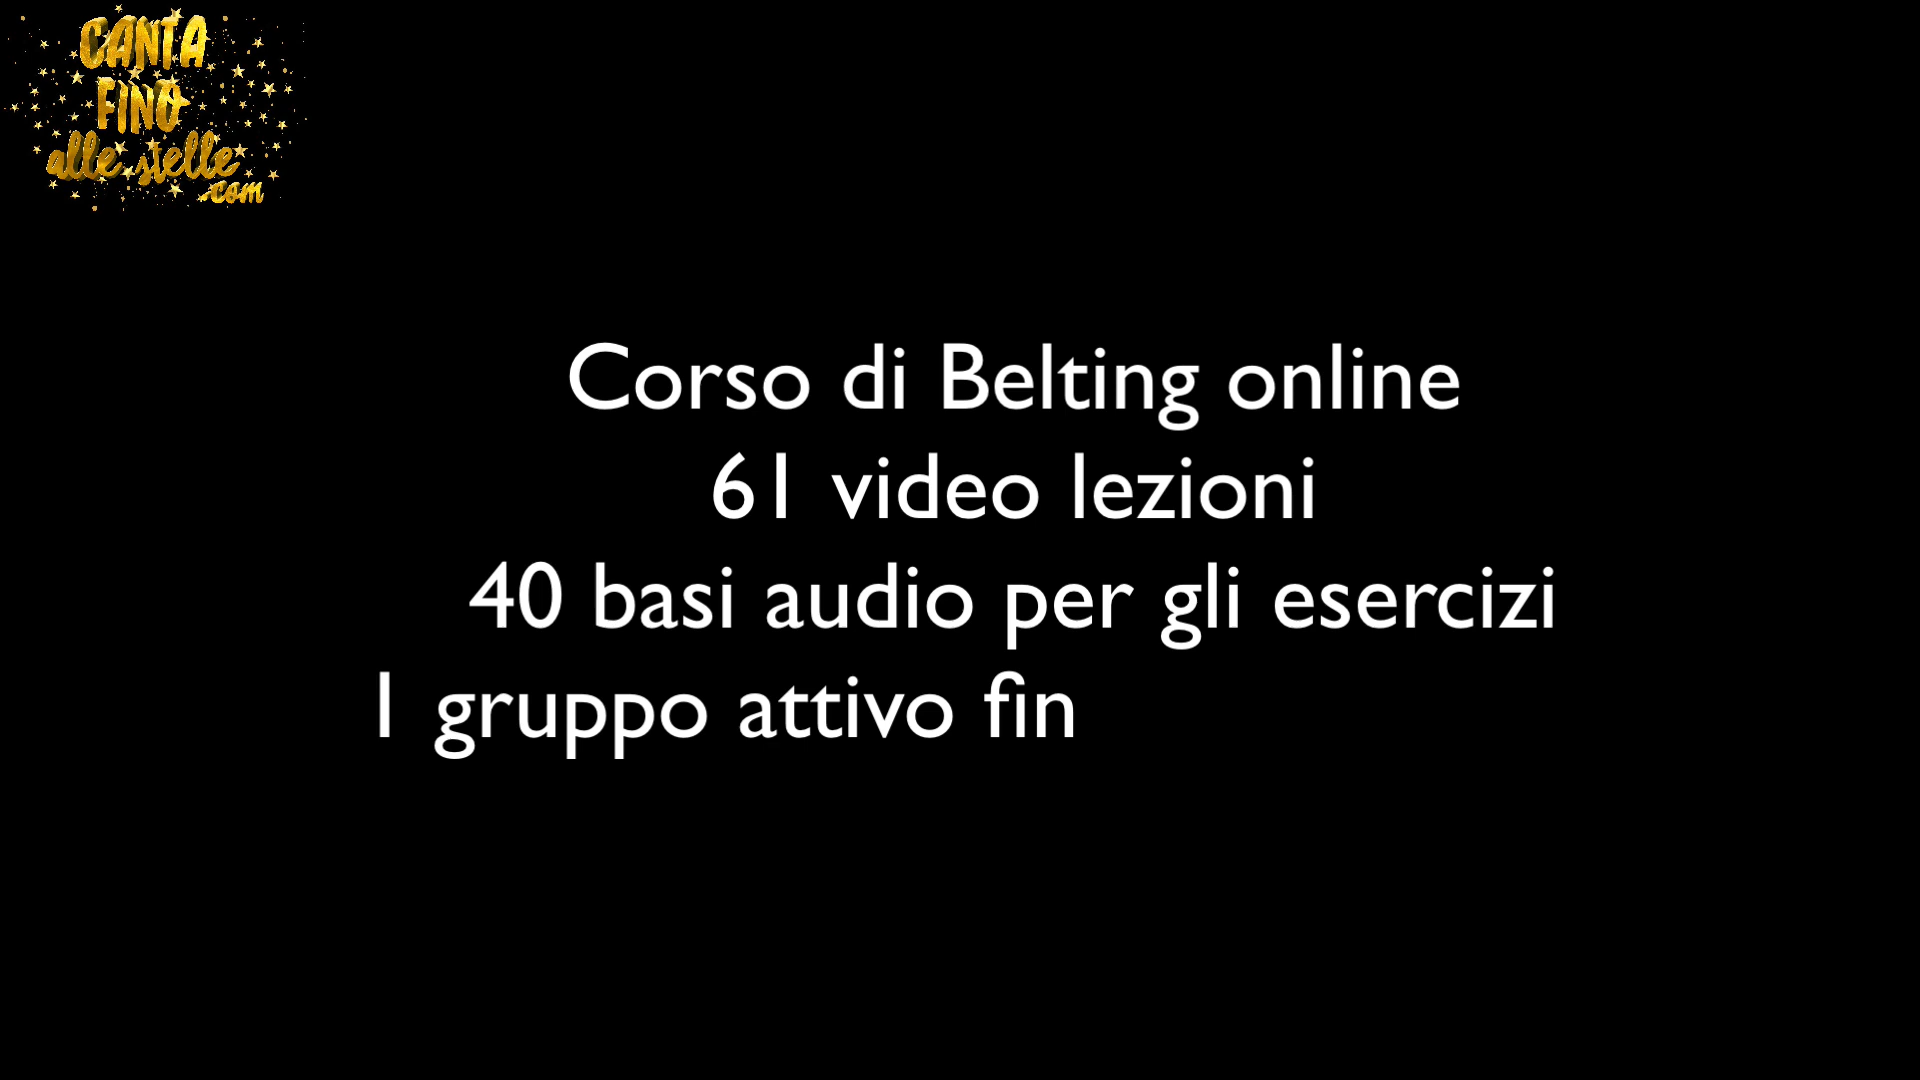 CANTA
FINO
alle stelle
.com
Corso di Belting online
61 video lezioni
40 basi audio per gli esercizi
1 gruppo attivo fin